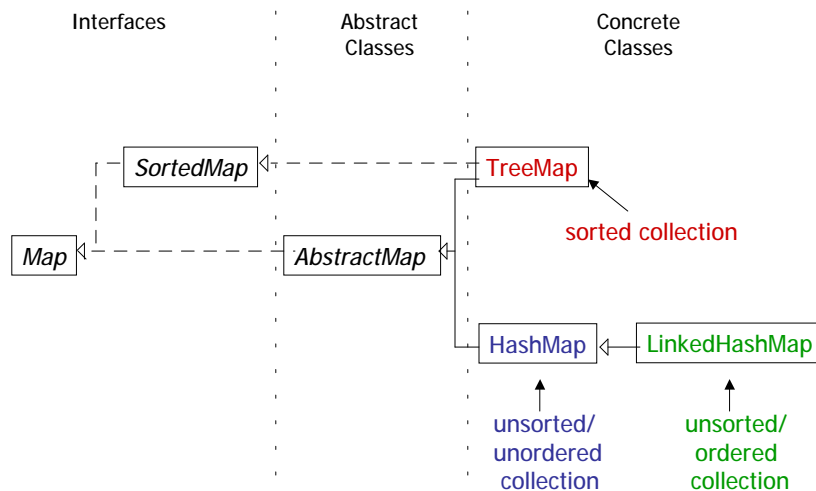 Interfaces
Abstract
Classes
Concrete
Classes
SortedMap
TreeMap
sorted collection
Map
AbstractMap
HashMap
LinkedHashMap
unsorted/
unordered
collection
unsorted/
ordered
collection